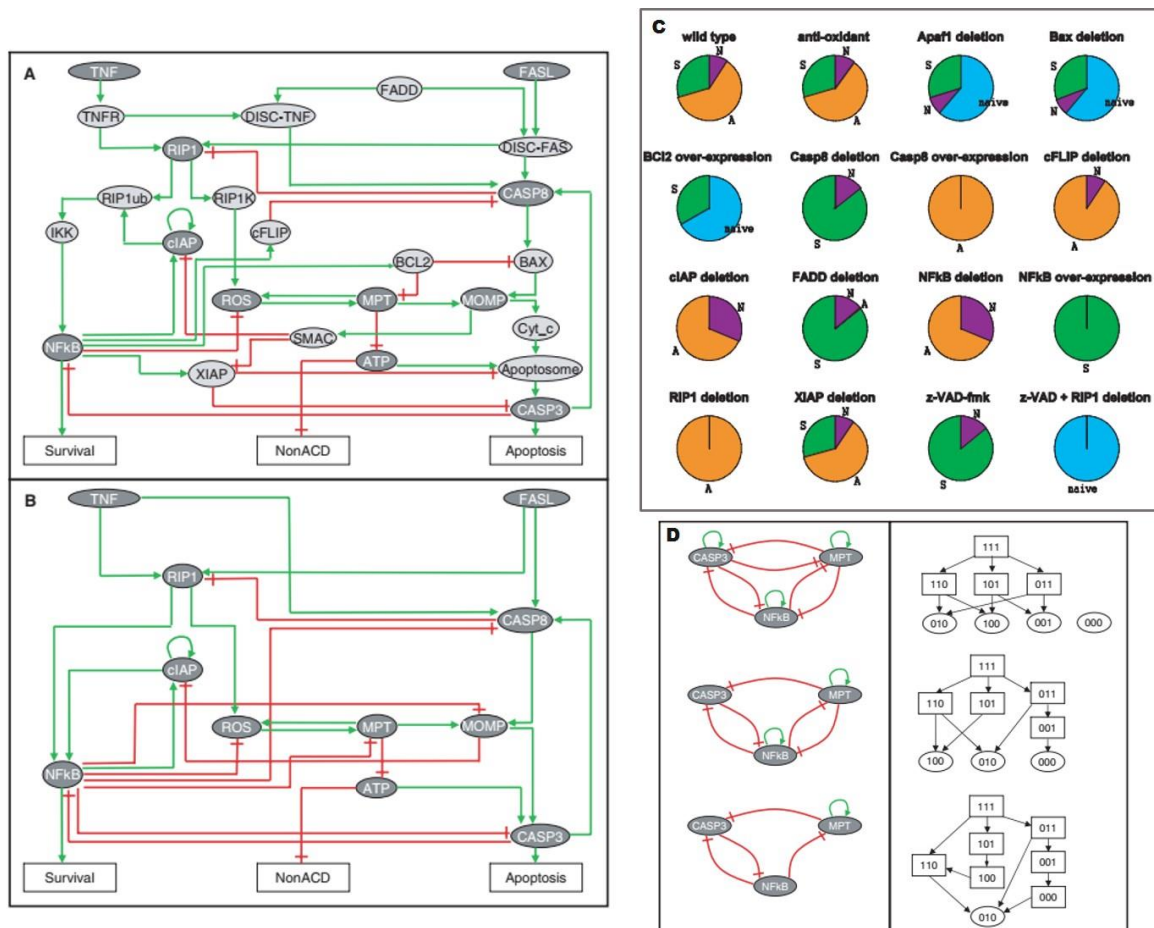 A
TNF
FASL
FADD
TNFR
DISC-TNF
RIP1
DISC-FAS
RIP1ub
RIP1K
CASP8
IKK
cIAP
cFLIP
BCL2
BAX
ROS
MPT
MOMP
Cyt_c
SMAC
NFkB
ATP
XIAP
Apoptosome
CASP3
Survival
NonACD
Apoptosis
B
TNF
FASL
RIP1
CASP8
cIAP
ROS
MPT
MOMP
NFkB
ATP
CASP3
Survival
NonACD
Apoptosis
C
wild type
anti-oxidant
Apaf1 deletion
Bax deletion
S N A
S N A
S N naive
S N naive
BCl2 over-expression
Casp8 deletion
Casp8 over-expression
cFLIP deletion
S naive
N S
A
N A
cIAP deletion
FADD deletion
NFkB deletion
NFkB over-expression
N A
N A S
N A
S
RIP1 deletion
XIAP deletion
z-VAD-fmk
z-VAD + RIP1 deletion
A
S N A
N S
naive
D
CASP3 MPT
NFkB
111
110 101 011
010 100 001 000
CASP3 MPT
NFkB
111
110 101 011
001
100 010 000
CASP3 MPT
NFkB
111
101 011
110 100 001
000
010